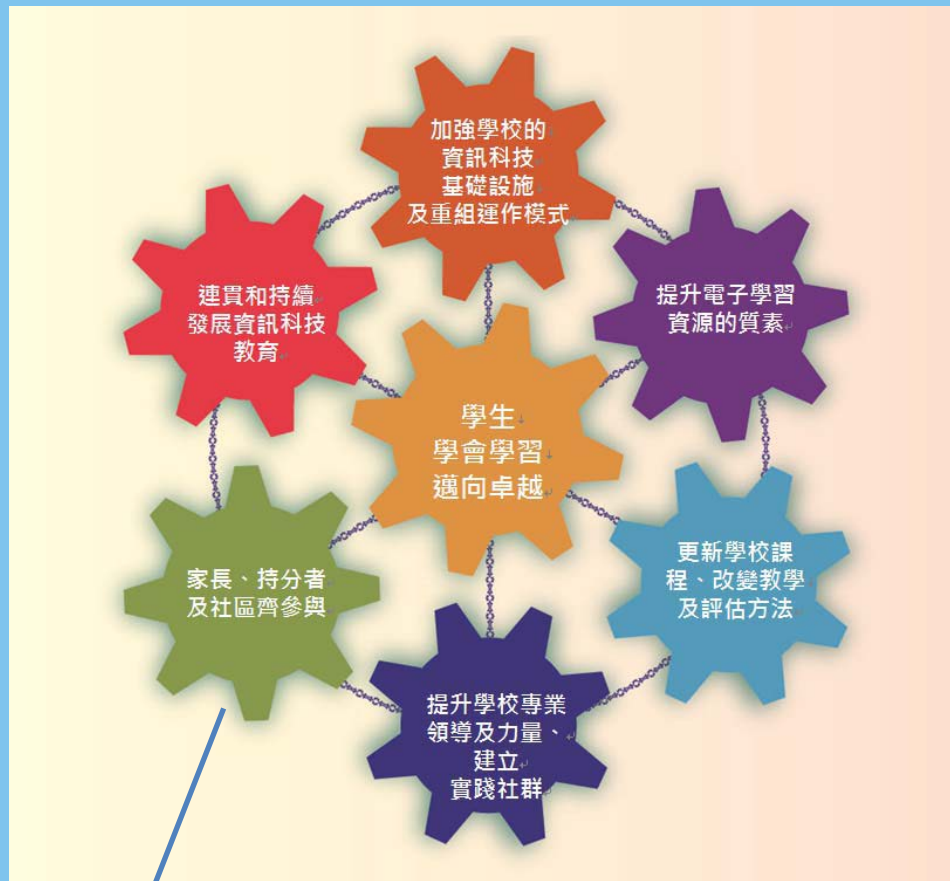 加強學校的
資訊科技
基礎設施
及重組運作模式
連貫和持續
發展資訊科技
教育
提升電子學習
資源的質素
學生
學會學習
邁向卓越
家長、持分者
及社區齊參與
更新學校課
程、改變教學
及評估方法
提升學校專業
領導及力量、
建立
實踐社群